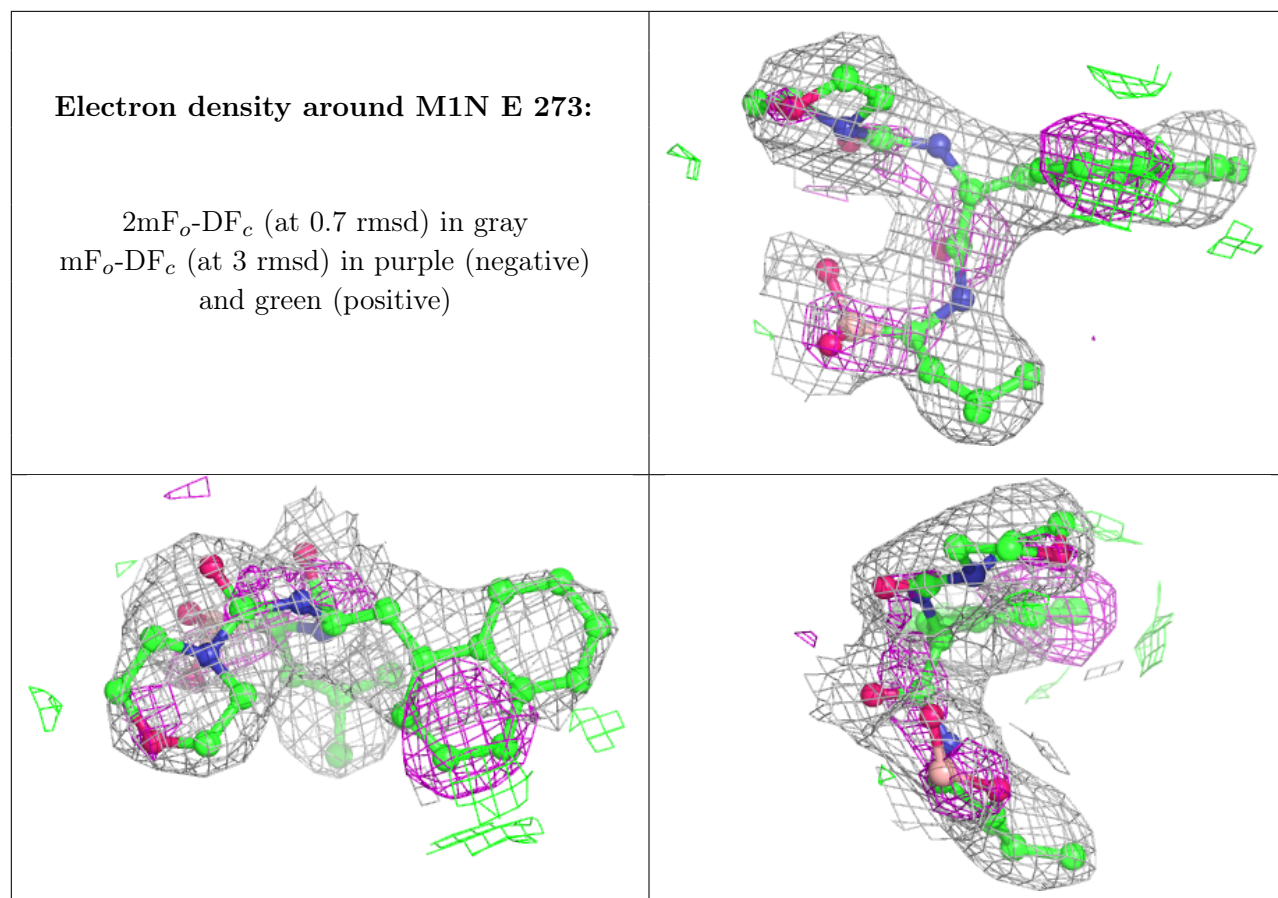 Electron density around M1N E 273:
2mFo-DFc (at 0.7 rmsd) in gray
mFo-DFc (at 3 rmsd) in purple (negative)
and green (positive)